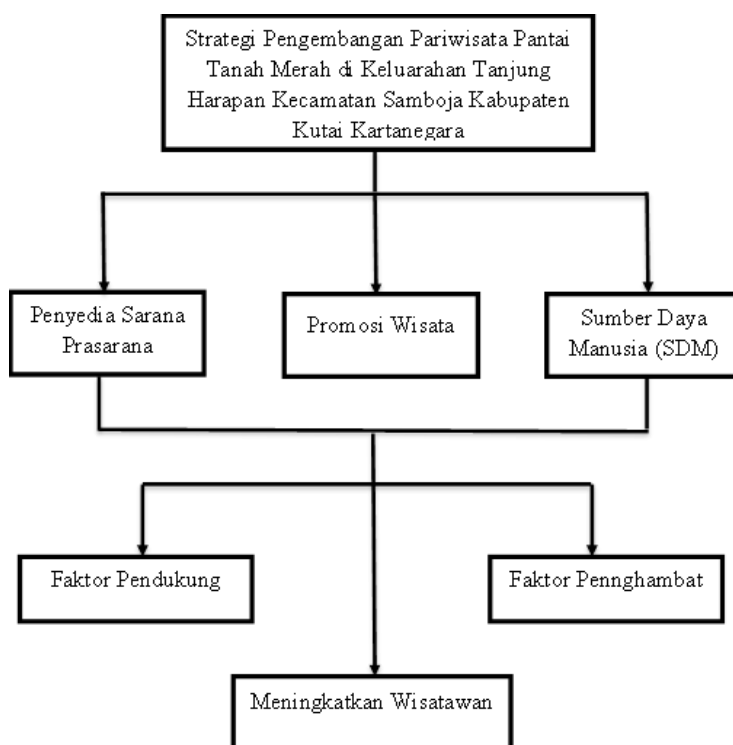 Strategi Pengembangan Pariwisata Pantai
Tanah Merah di Keluarahan Tanjung
Harapan Kecamatan Samboja Kabupaten
Kutai Kartanegara
Penyedia Sarana
Prasarana
Promosi Wisata
Sumber Daya
Manusia (SDM)
Faktor Pendukung
Faktor Pennghambat
Meningkatkan Wisatawan